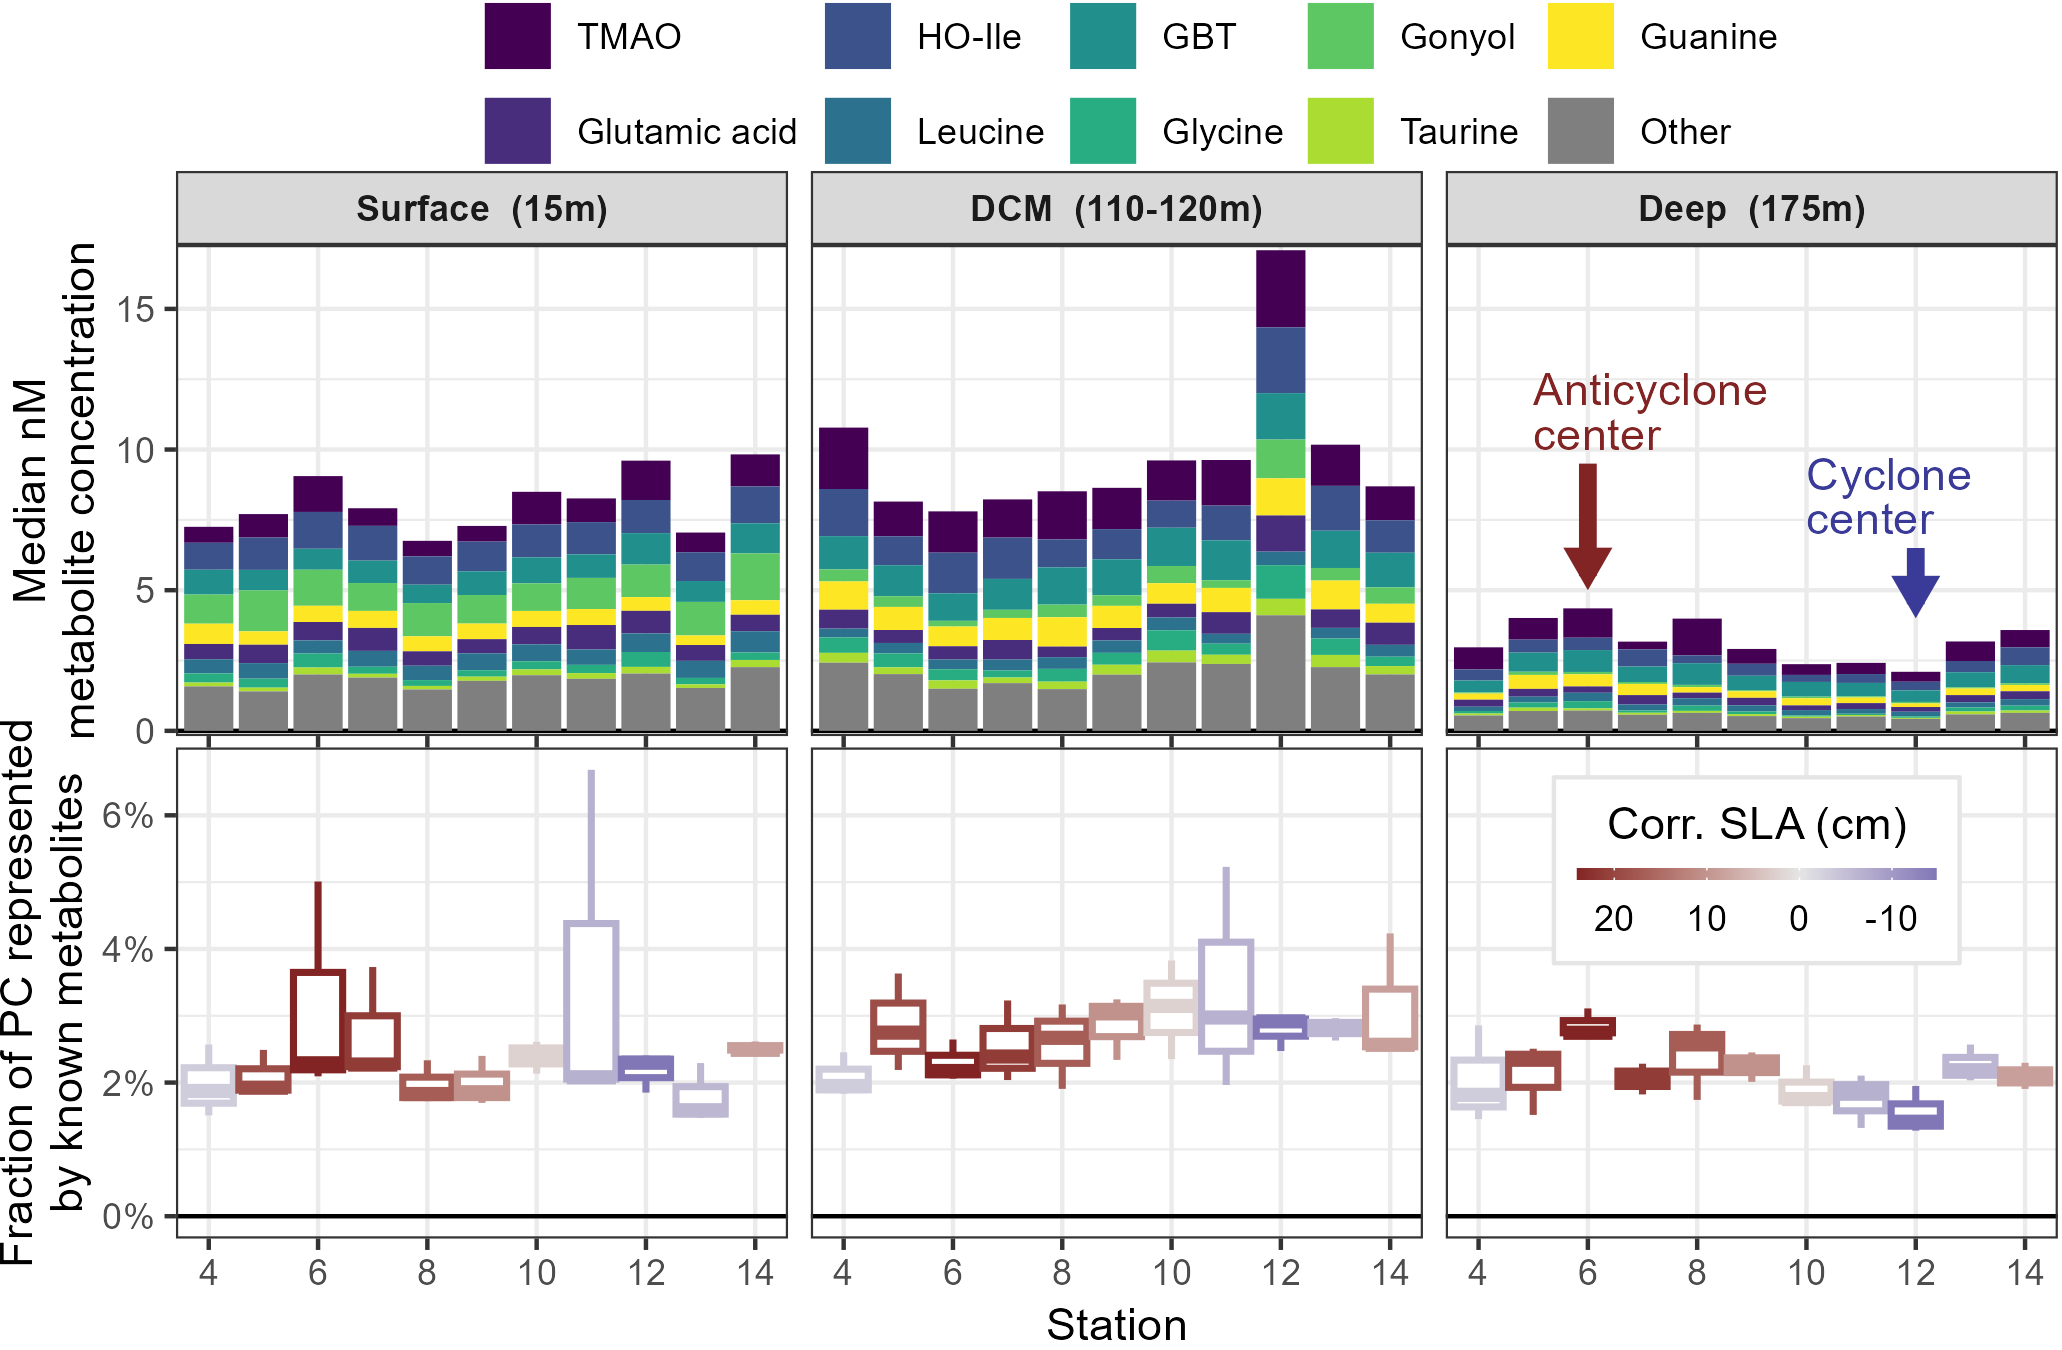 TMAO
HO-Ile
GBT
Gonyol
Guanine
Glutamic acid
Leucine
Glycine
Taurine
Other
Surface (15m)
DCM (110-120m)
Deep (175m)
Median nM
metabolite concentration
15
10
5
0
Anticyclone
center
Cyclone
center
Fraction of PC represented
by known metabolites
6%
4%
2%
0%
Corr. SLA (cm)
20 10 0 -10
4 6 8 10 12 14
4 6 8 10 12 14
4 6 8 10 12 14
Station